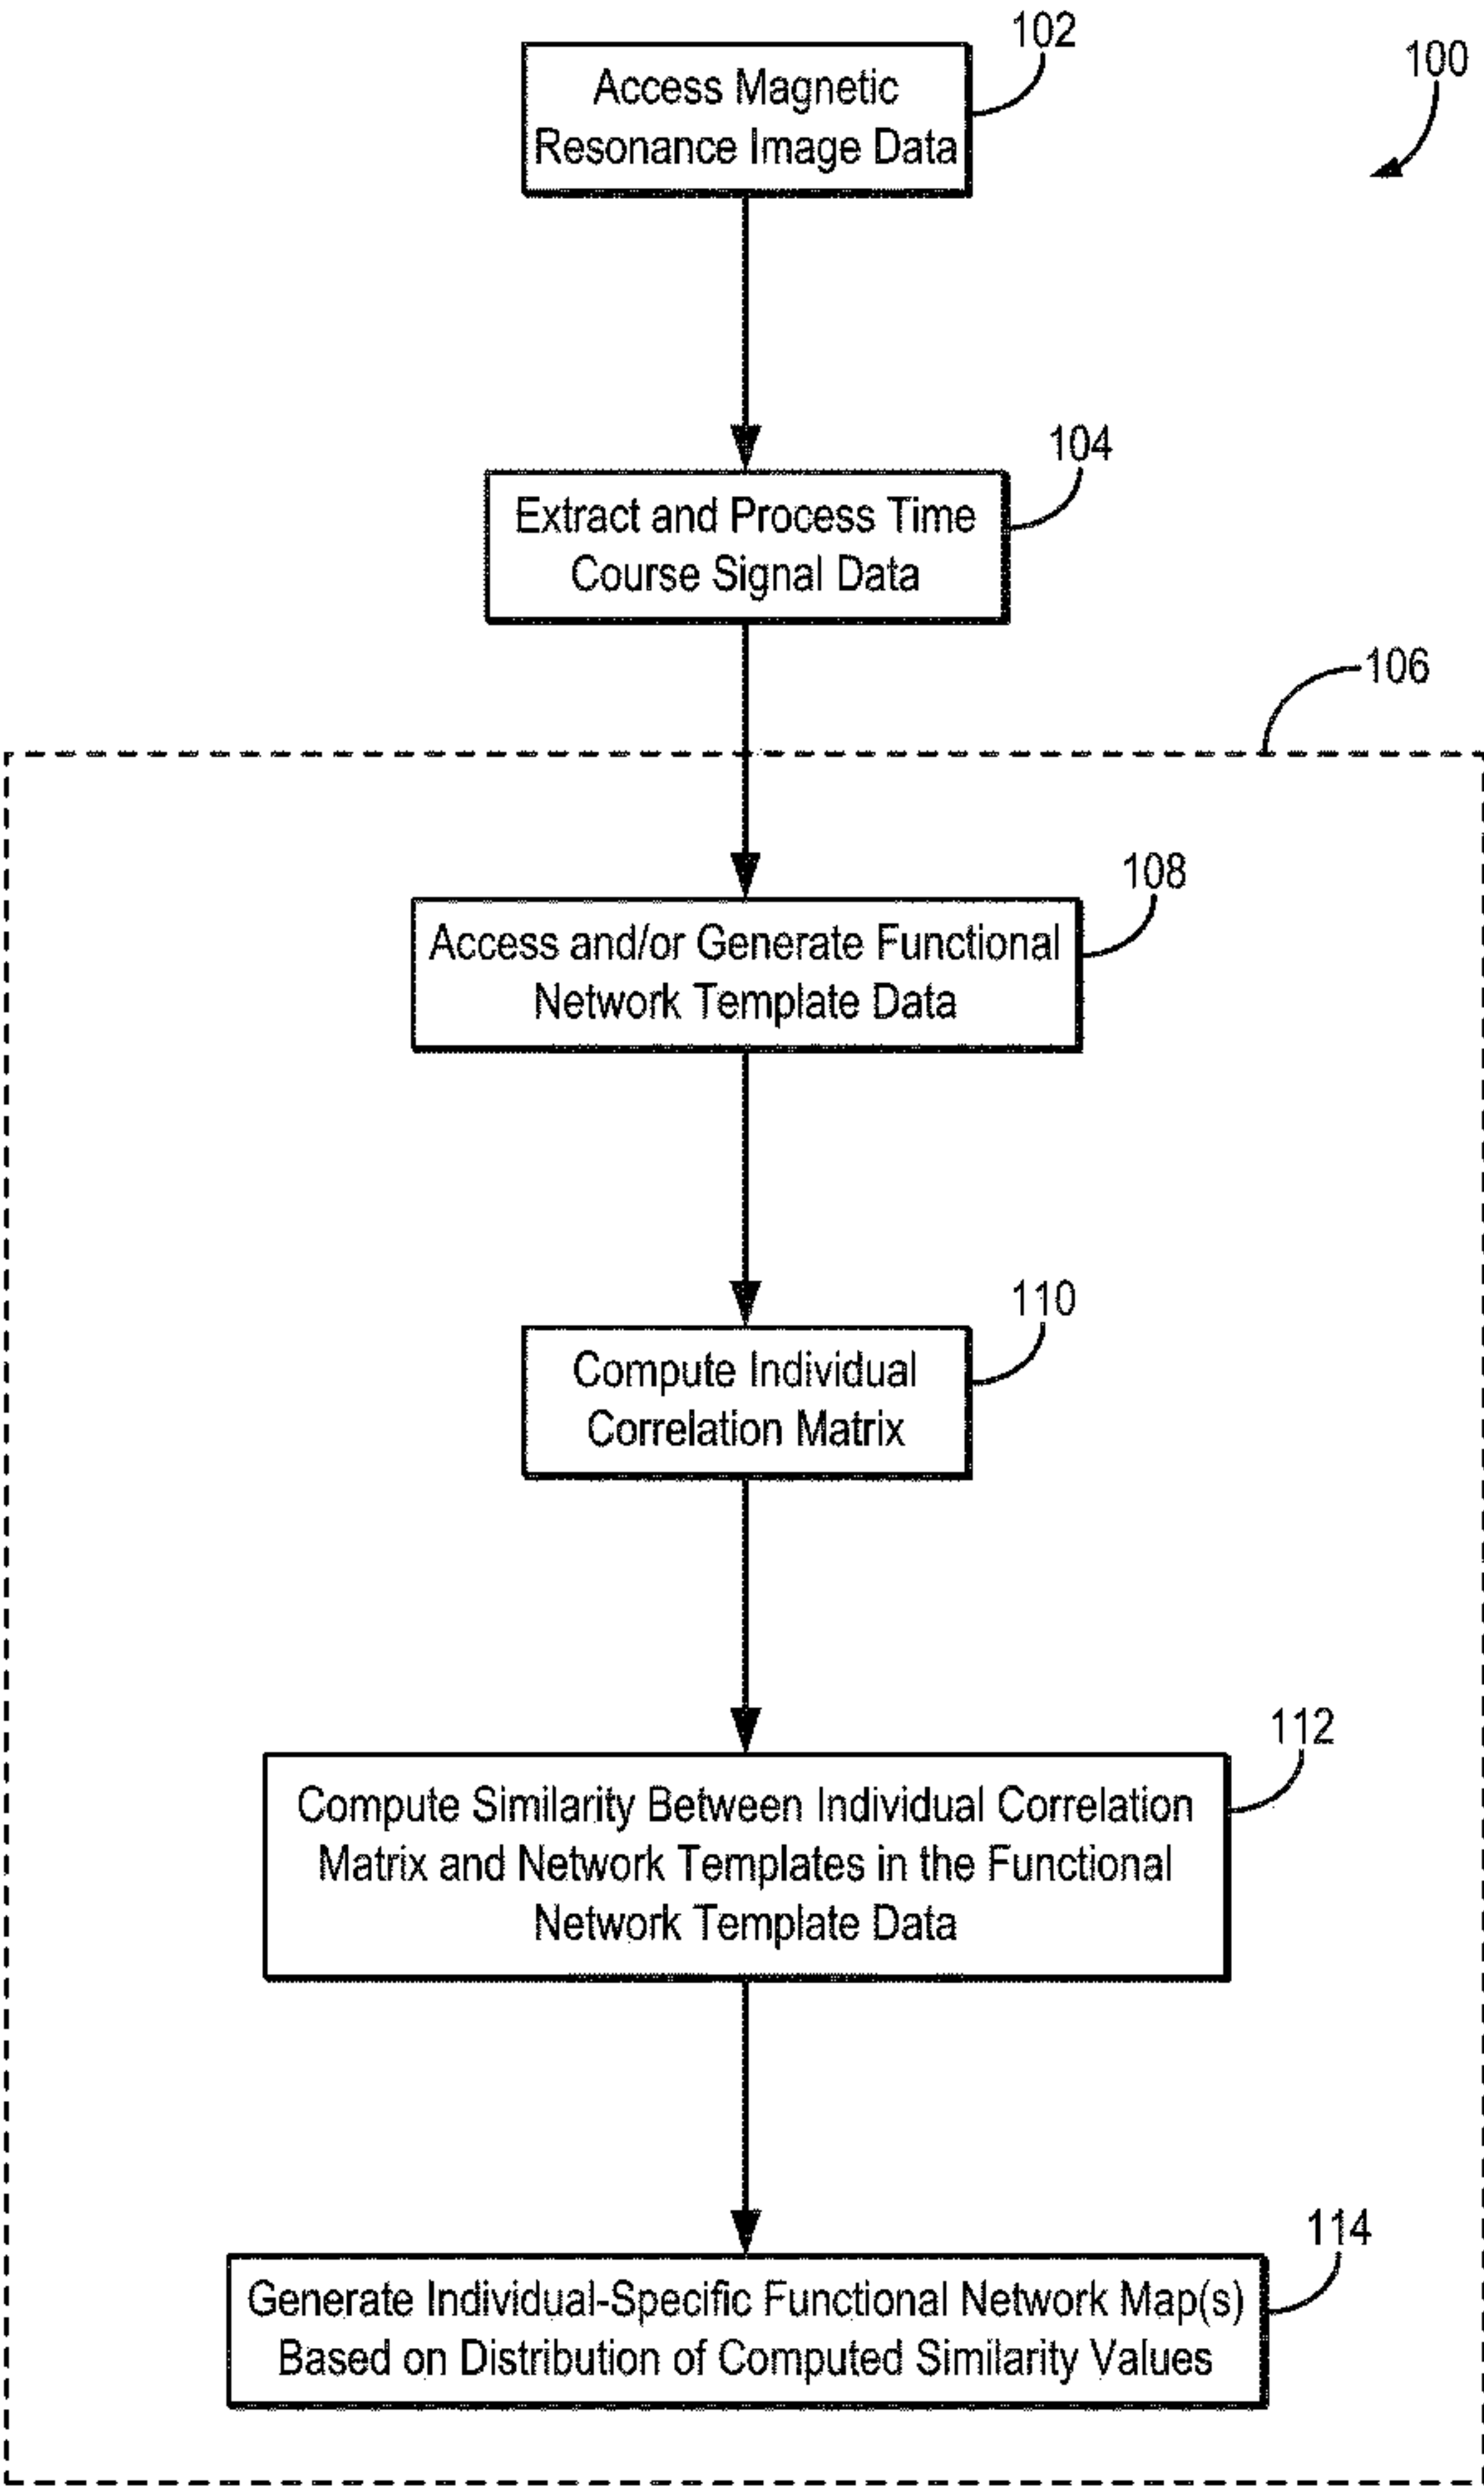 102
100
Access Magnetic
Resonance Image Data
104
Extract and Process Time
Course Signal Data
106
108
Access and/or Generate Functional
Network Template Data
110
Compute Individual
Correlation Matrix
112
Compute Similarity Between Individual Correlation
Matrix and Network Templates in the Functional
Network Template Data
114
Generate Individual-Specific Functional Network Map(s)
Based on Distribution of Computed Similarity Values